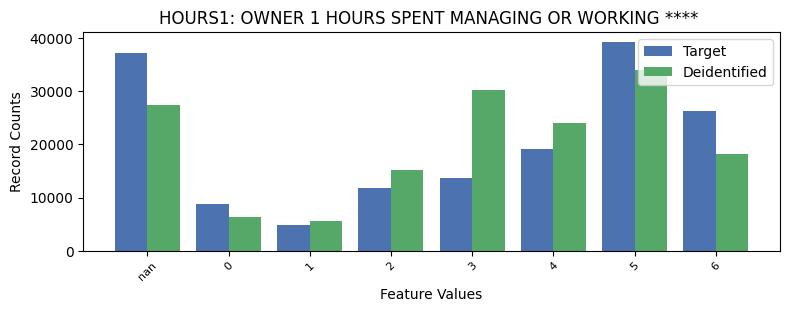 HOURS1: OWNER 1 HOURS SPENT MANAGING OR WORKING ****
Target
Deidentified
Record Counts
40000
30000
20000
10000
0
nan 0 1 2 3 4 5 6
Feature Values